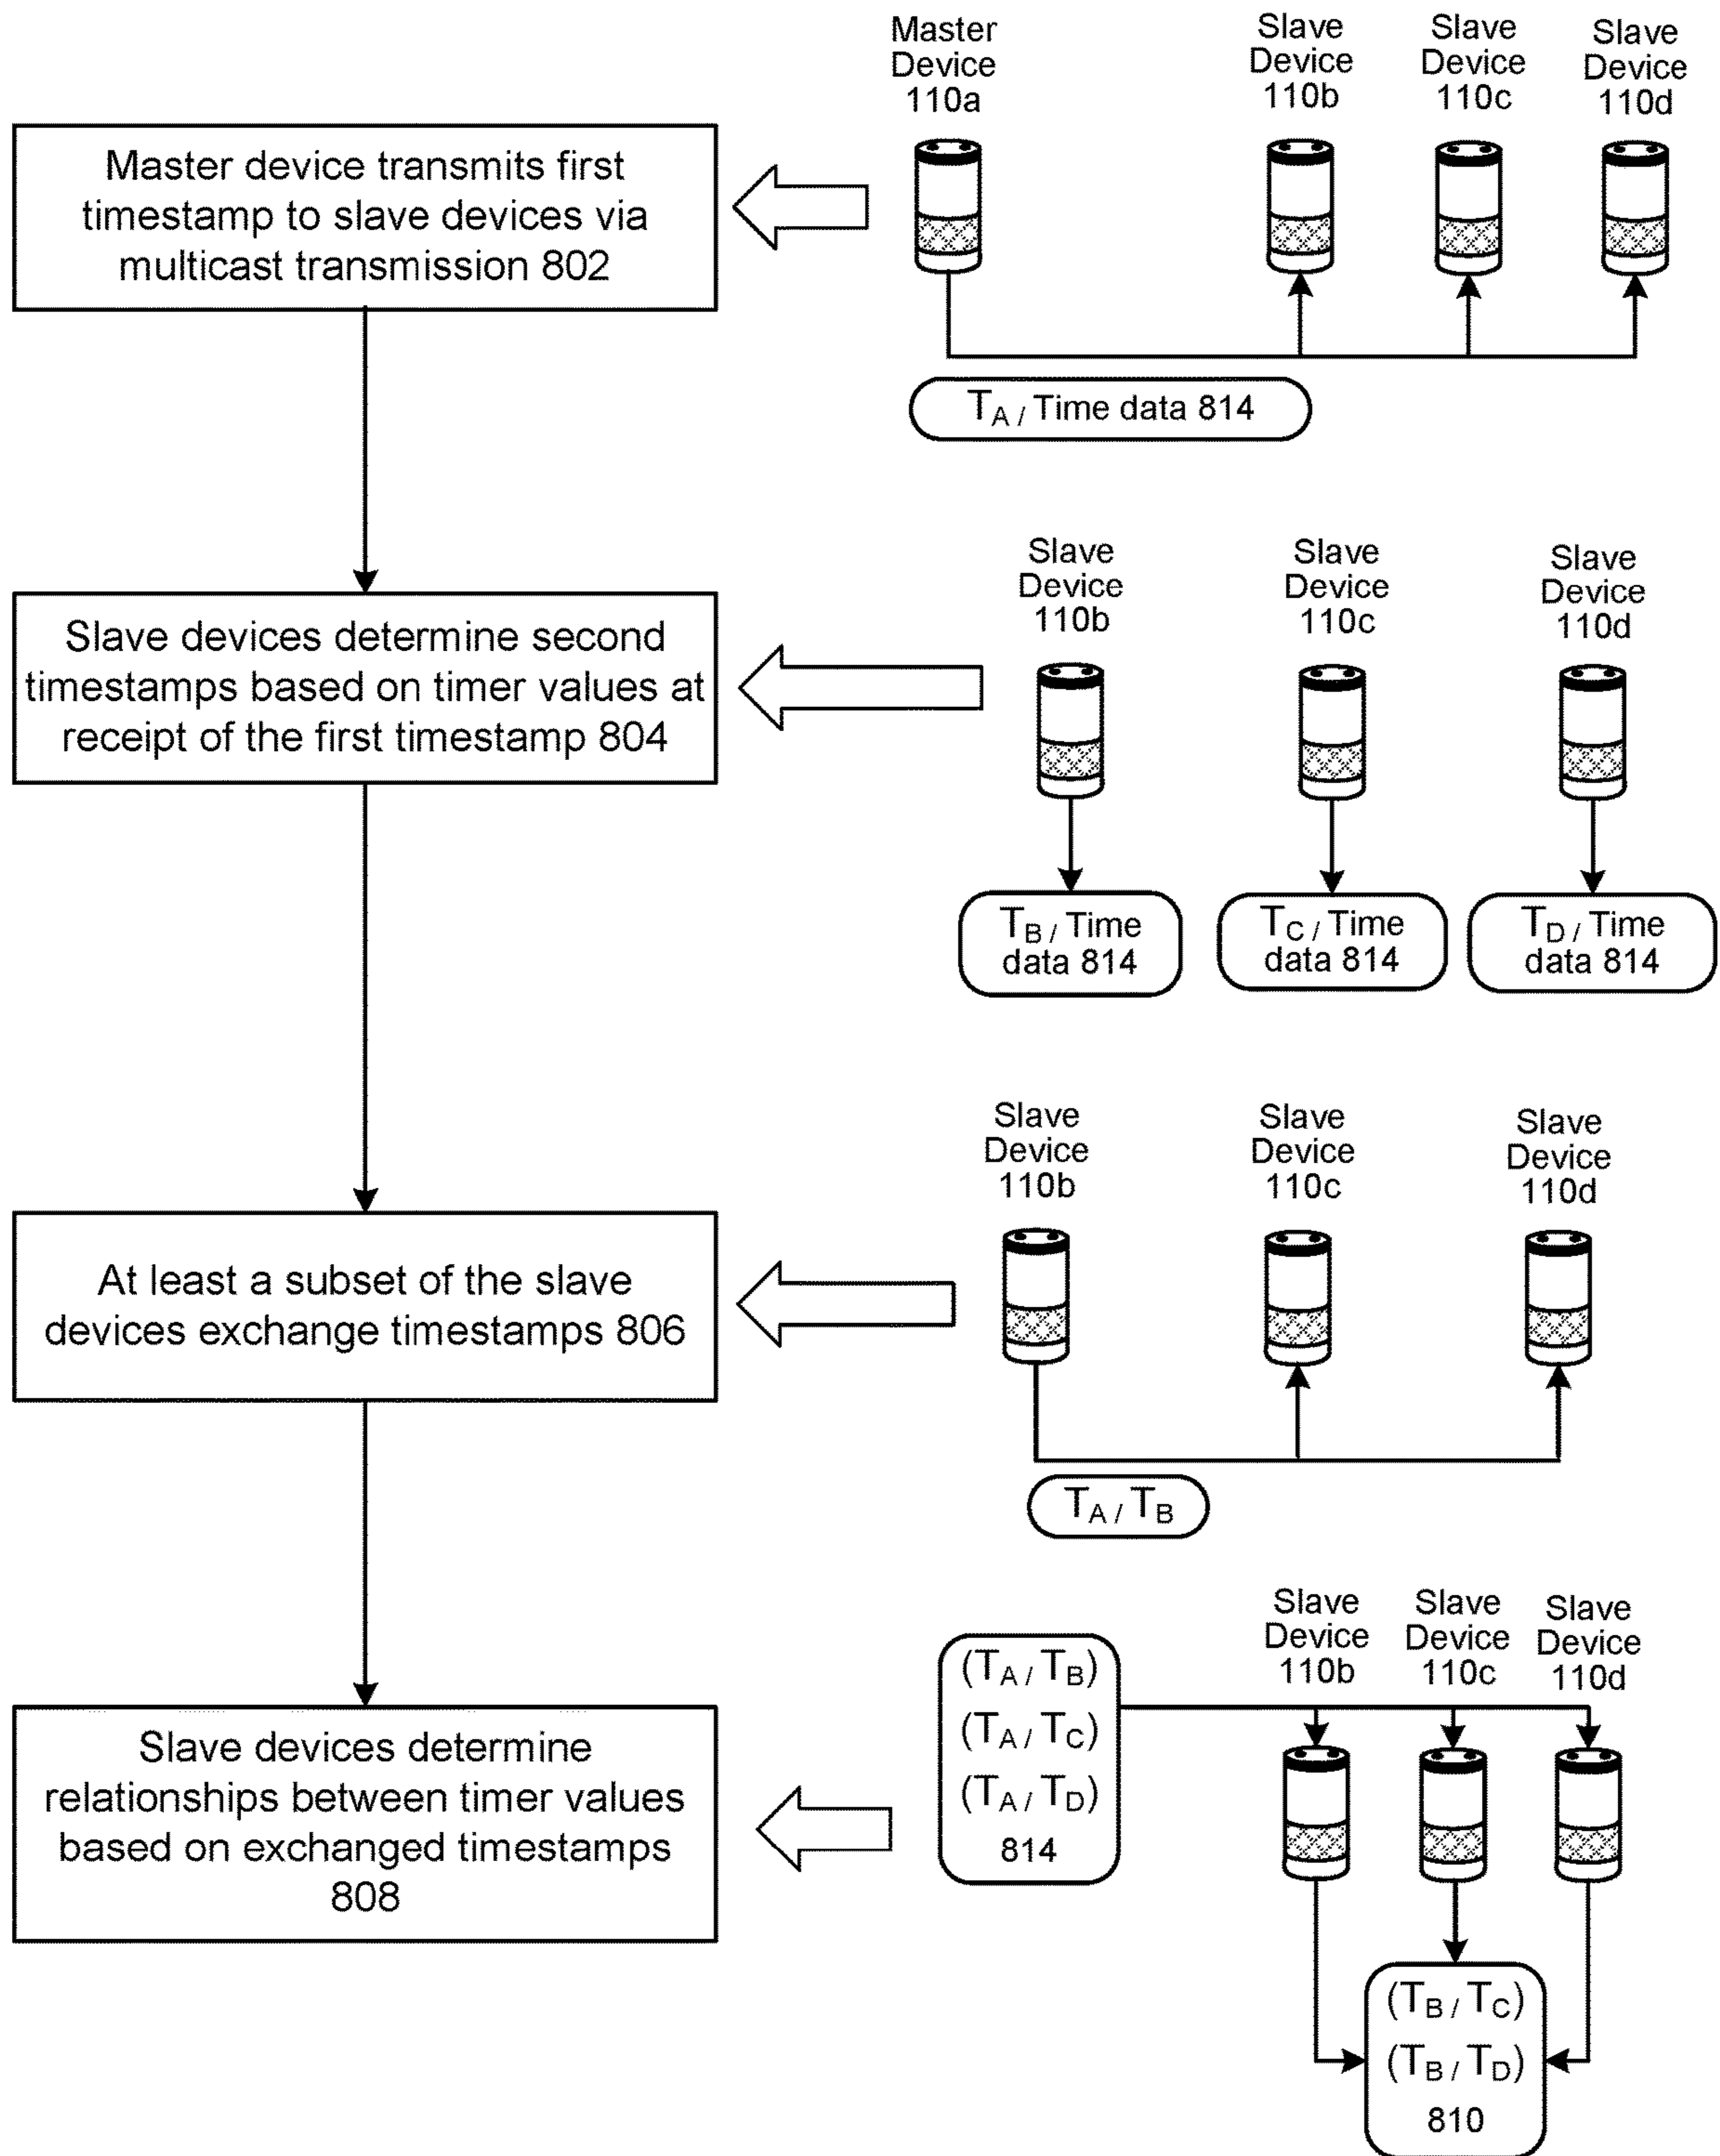 Master
Device
110a
Slave
Device
110b
Slave
Device
110c
Slave
Device
110d
Master device transmits first
timestamp to slave devices via
multicast transmission 802
TA / Time data 814
Slave
Device
110b
Slave
Device
110c
Slave
Device
110d
Slave devices determine second
timestamps based on timer values at
receipt of the first timestamp 804
TB / Time
data 814
TC / Time
data 814
TD / Time
data 814
Slave
Device
110b
Slave
Device
110c
Slave
Device
110d
At least a subset of the slave
devices exchange timestamps 806
TA / TB
Slave
Device
110b
Slave
Device
110c
Slave
Device
110d
Slave devices determine
relationships between timer values
based on exchanged timestamps
808
(TA / TB)
(TA / TC)
(TA / TD)
814
(TB / TC)
(TB / TD)
810